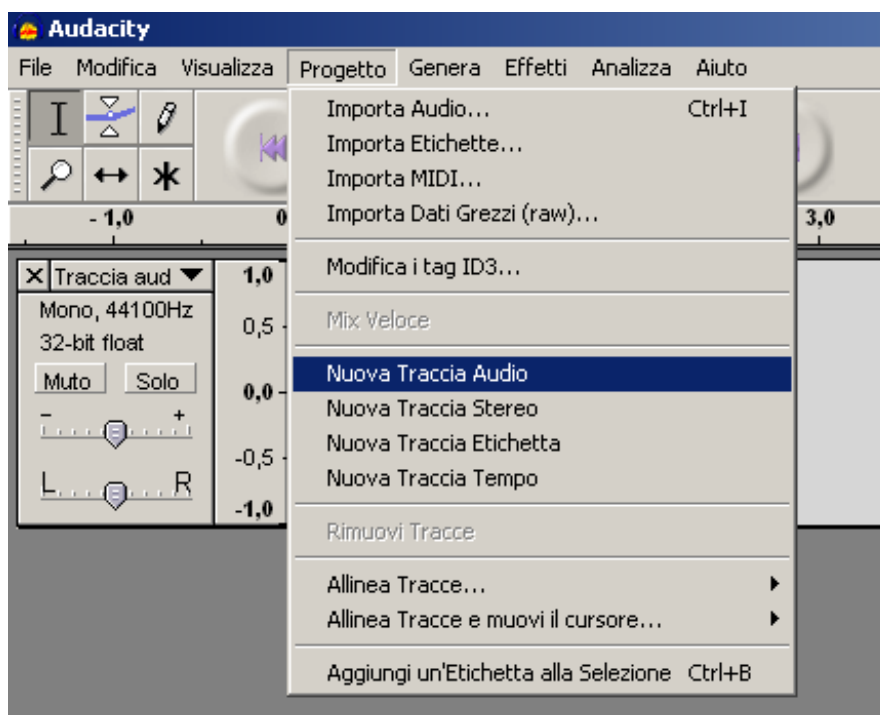 Audacity
File Modifica Visualizza Progetto Genera Effetti Analizza Aiuto
Importa Audio... Ctrl+I
Importa Etichette...
Importa MIDI...
Importa Dati Grezzi (raw)...
- 1,0 0 3,0
Modifica i tag ID3...
Mix Veloce
Nuova Traccia Audio
Nuova Traccia Stereo
Nuova Traccia Etichetta
Nuova Traccia Tempo
Rimuovi Tracce
Allinea Tracce...
Allinea Tracce e muovi il cursore...
Aggiungi un'Etichetta alla Selezione Ctrl+B
Traccia aud
Mono, 44100Hz
32-bit float
Muto Solo
- +
L R
1,0
0,5
0,0
-0,5
-1,0